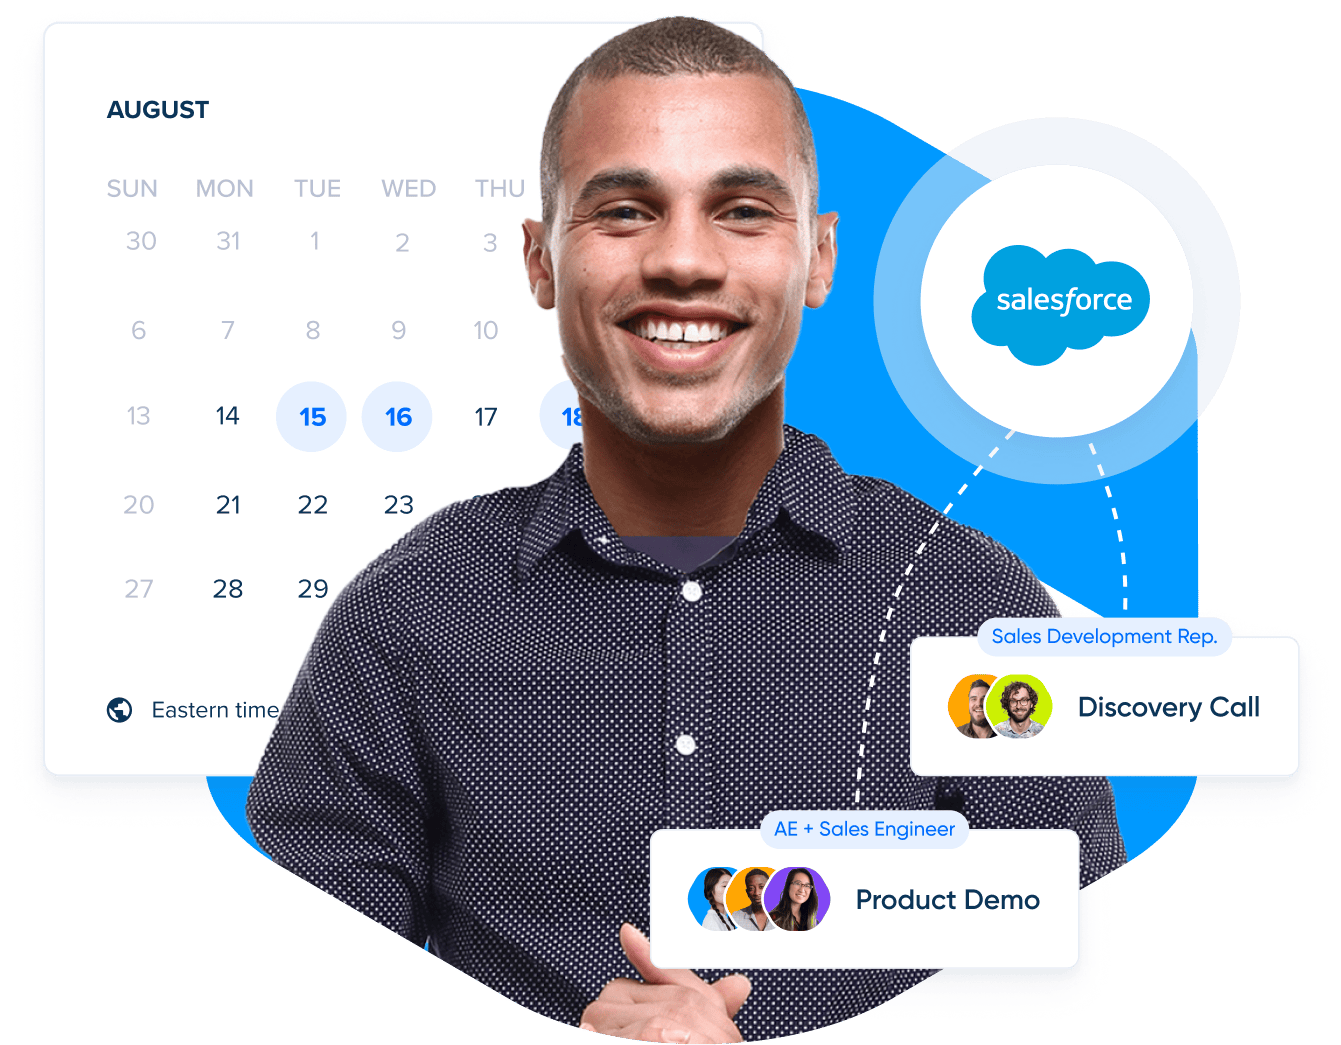 AUGUST
SUN MON TUE WED THU
30 31 1 2 3
6 7 8 9 10
13 14 15 16 17 18
20 21 22 23
27 28 29
Eastern time
salesforce
Sales Development Rep.
Discovery Call
AE + Sales Engineer
Product Demo